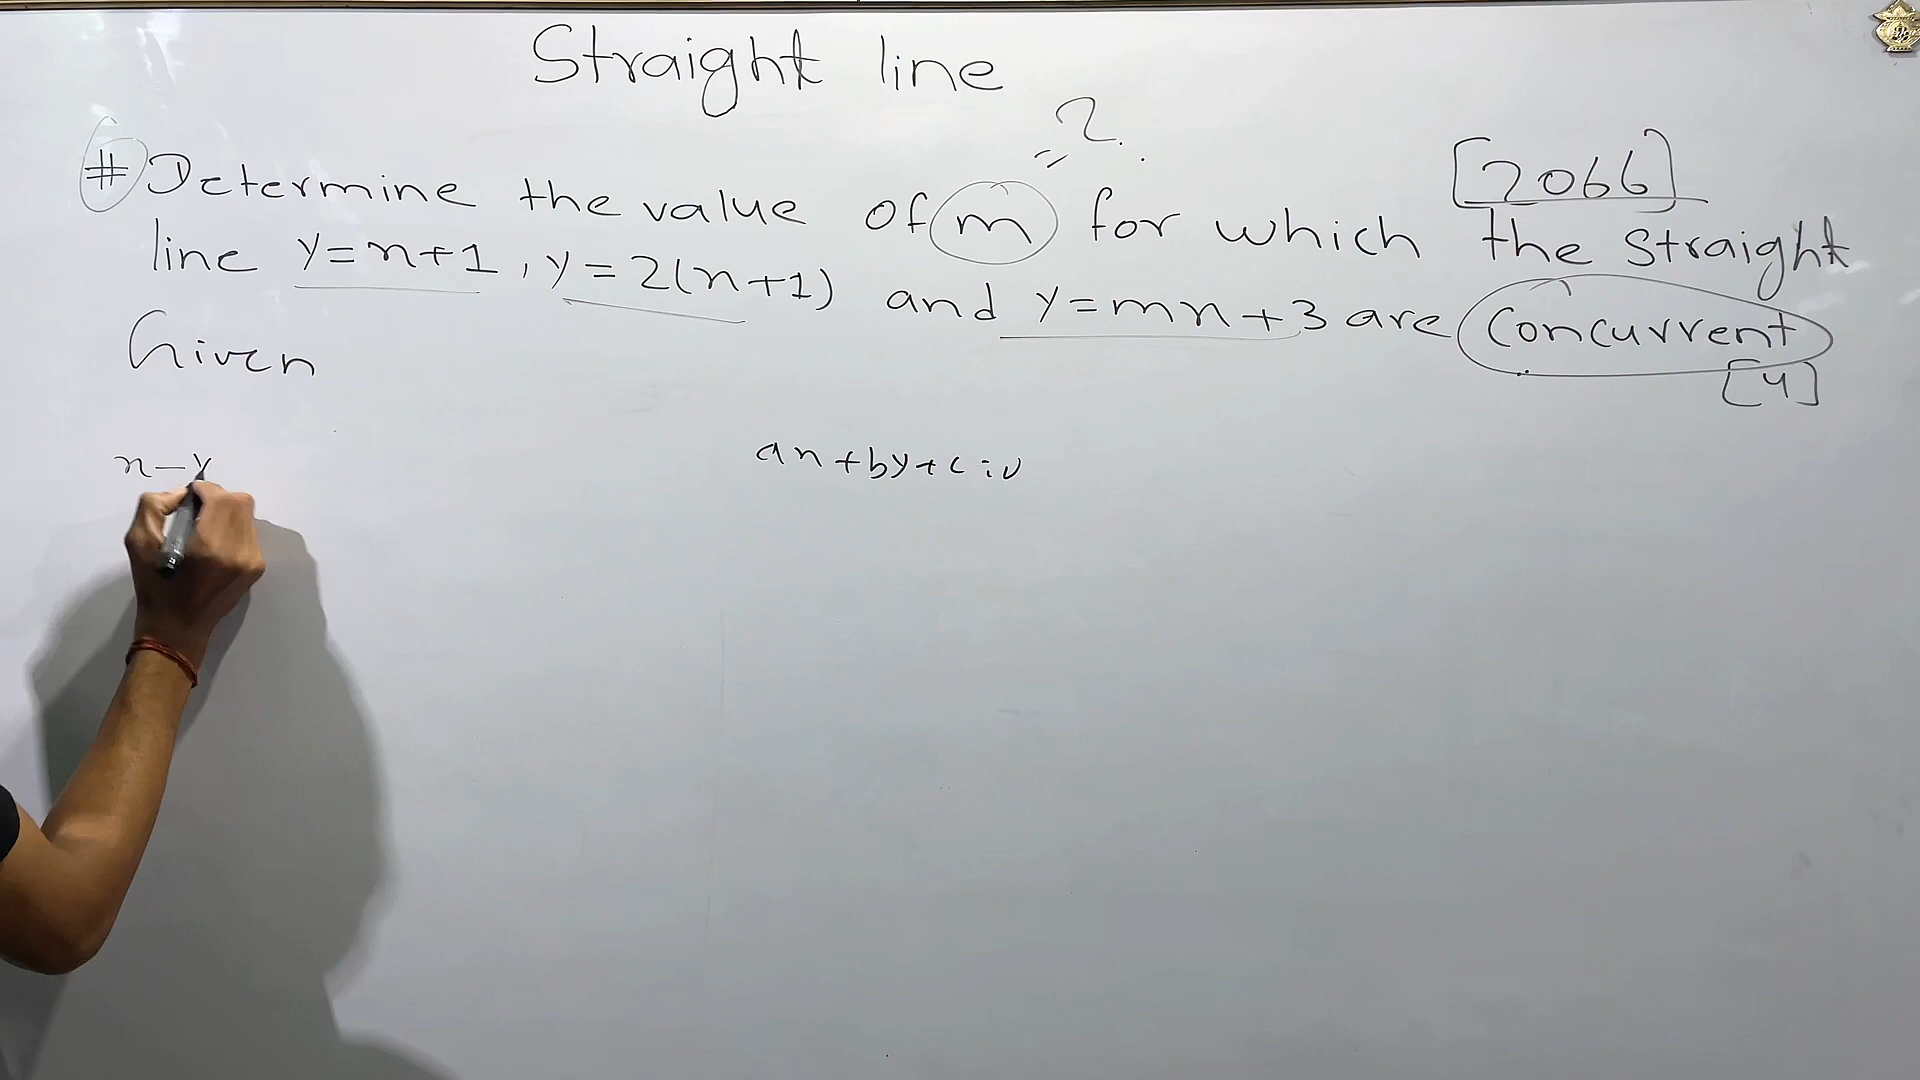 Straight line
= ?
[2066]
# Determine the value of m for which the straight
line y=x+1, y=2(x+1) and y=mx+3 are concurrent
[4]
Given
x-y
ax+by+c=0